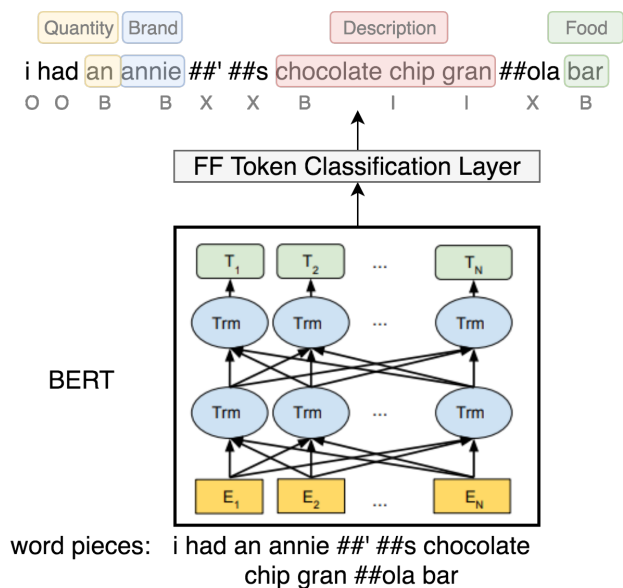 Quantity Brand Description Food
i had an annie ##' ##s chocolate chip gran ##ola bar
O O B B X X B I I X B
FF Token Classification Layer
T1 T2 ... TN
Trm Trm ... Trm
BERT
Trm Trm ... Trm
E1 E2 ... EN
word pieces: i had an annie ##' ##s chocolate
chip gran ##ola bar